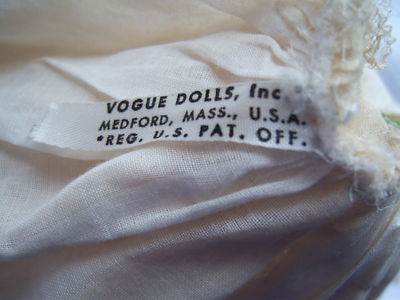 VOGUE DOLLS, Inc.
MEDFORD, MASS., U.S.A.
*REG. U.S. PAT. OFF.